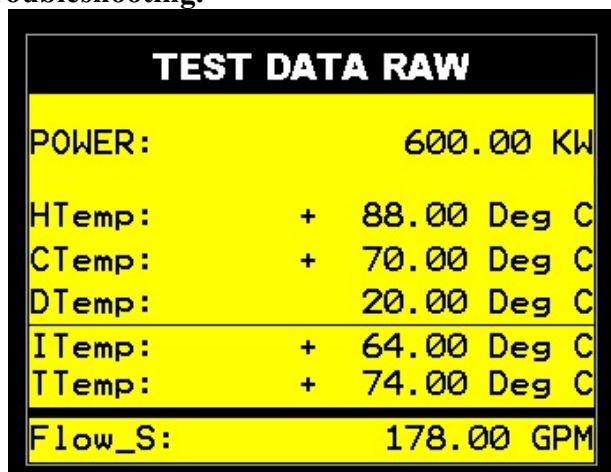 TEST DATA RAW
POWER: 600.00 KW
HTemp: + 88.00 Deg C
CTemp: + 70.00 Deg C
DTemp: 20.00 Deg C
ITemp: + 64.00 Deg C
TTemp: + 74.00 Deg C
Flow_S: 178.00 GPM